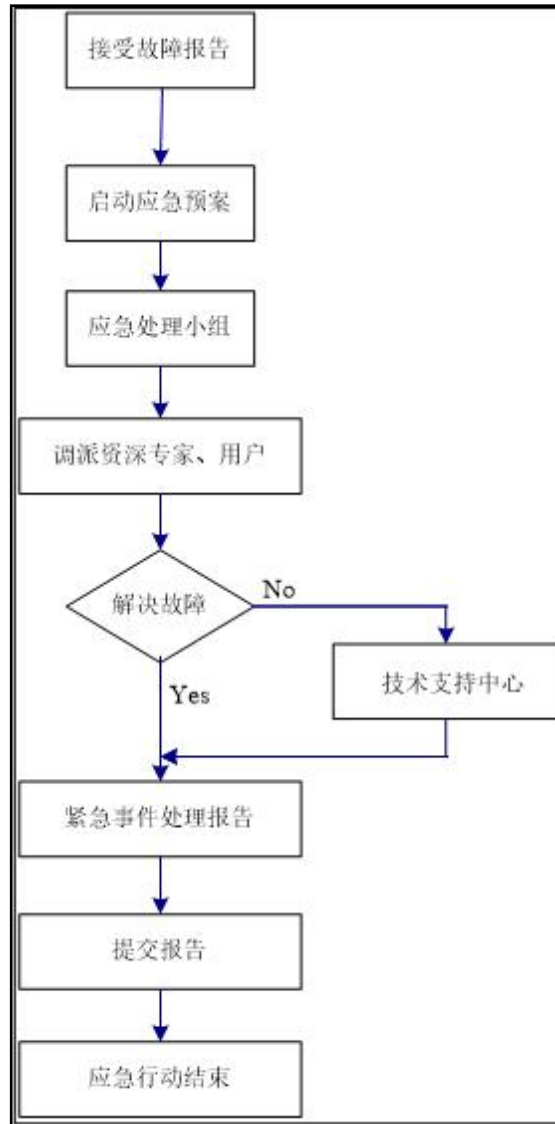 接受故障报告
启动应急预案
应急处理小组
调派资深专家、用户
解决故障
No
技术支持中心
Yes
紧急事件处理报告
提交报告
应急行动结束